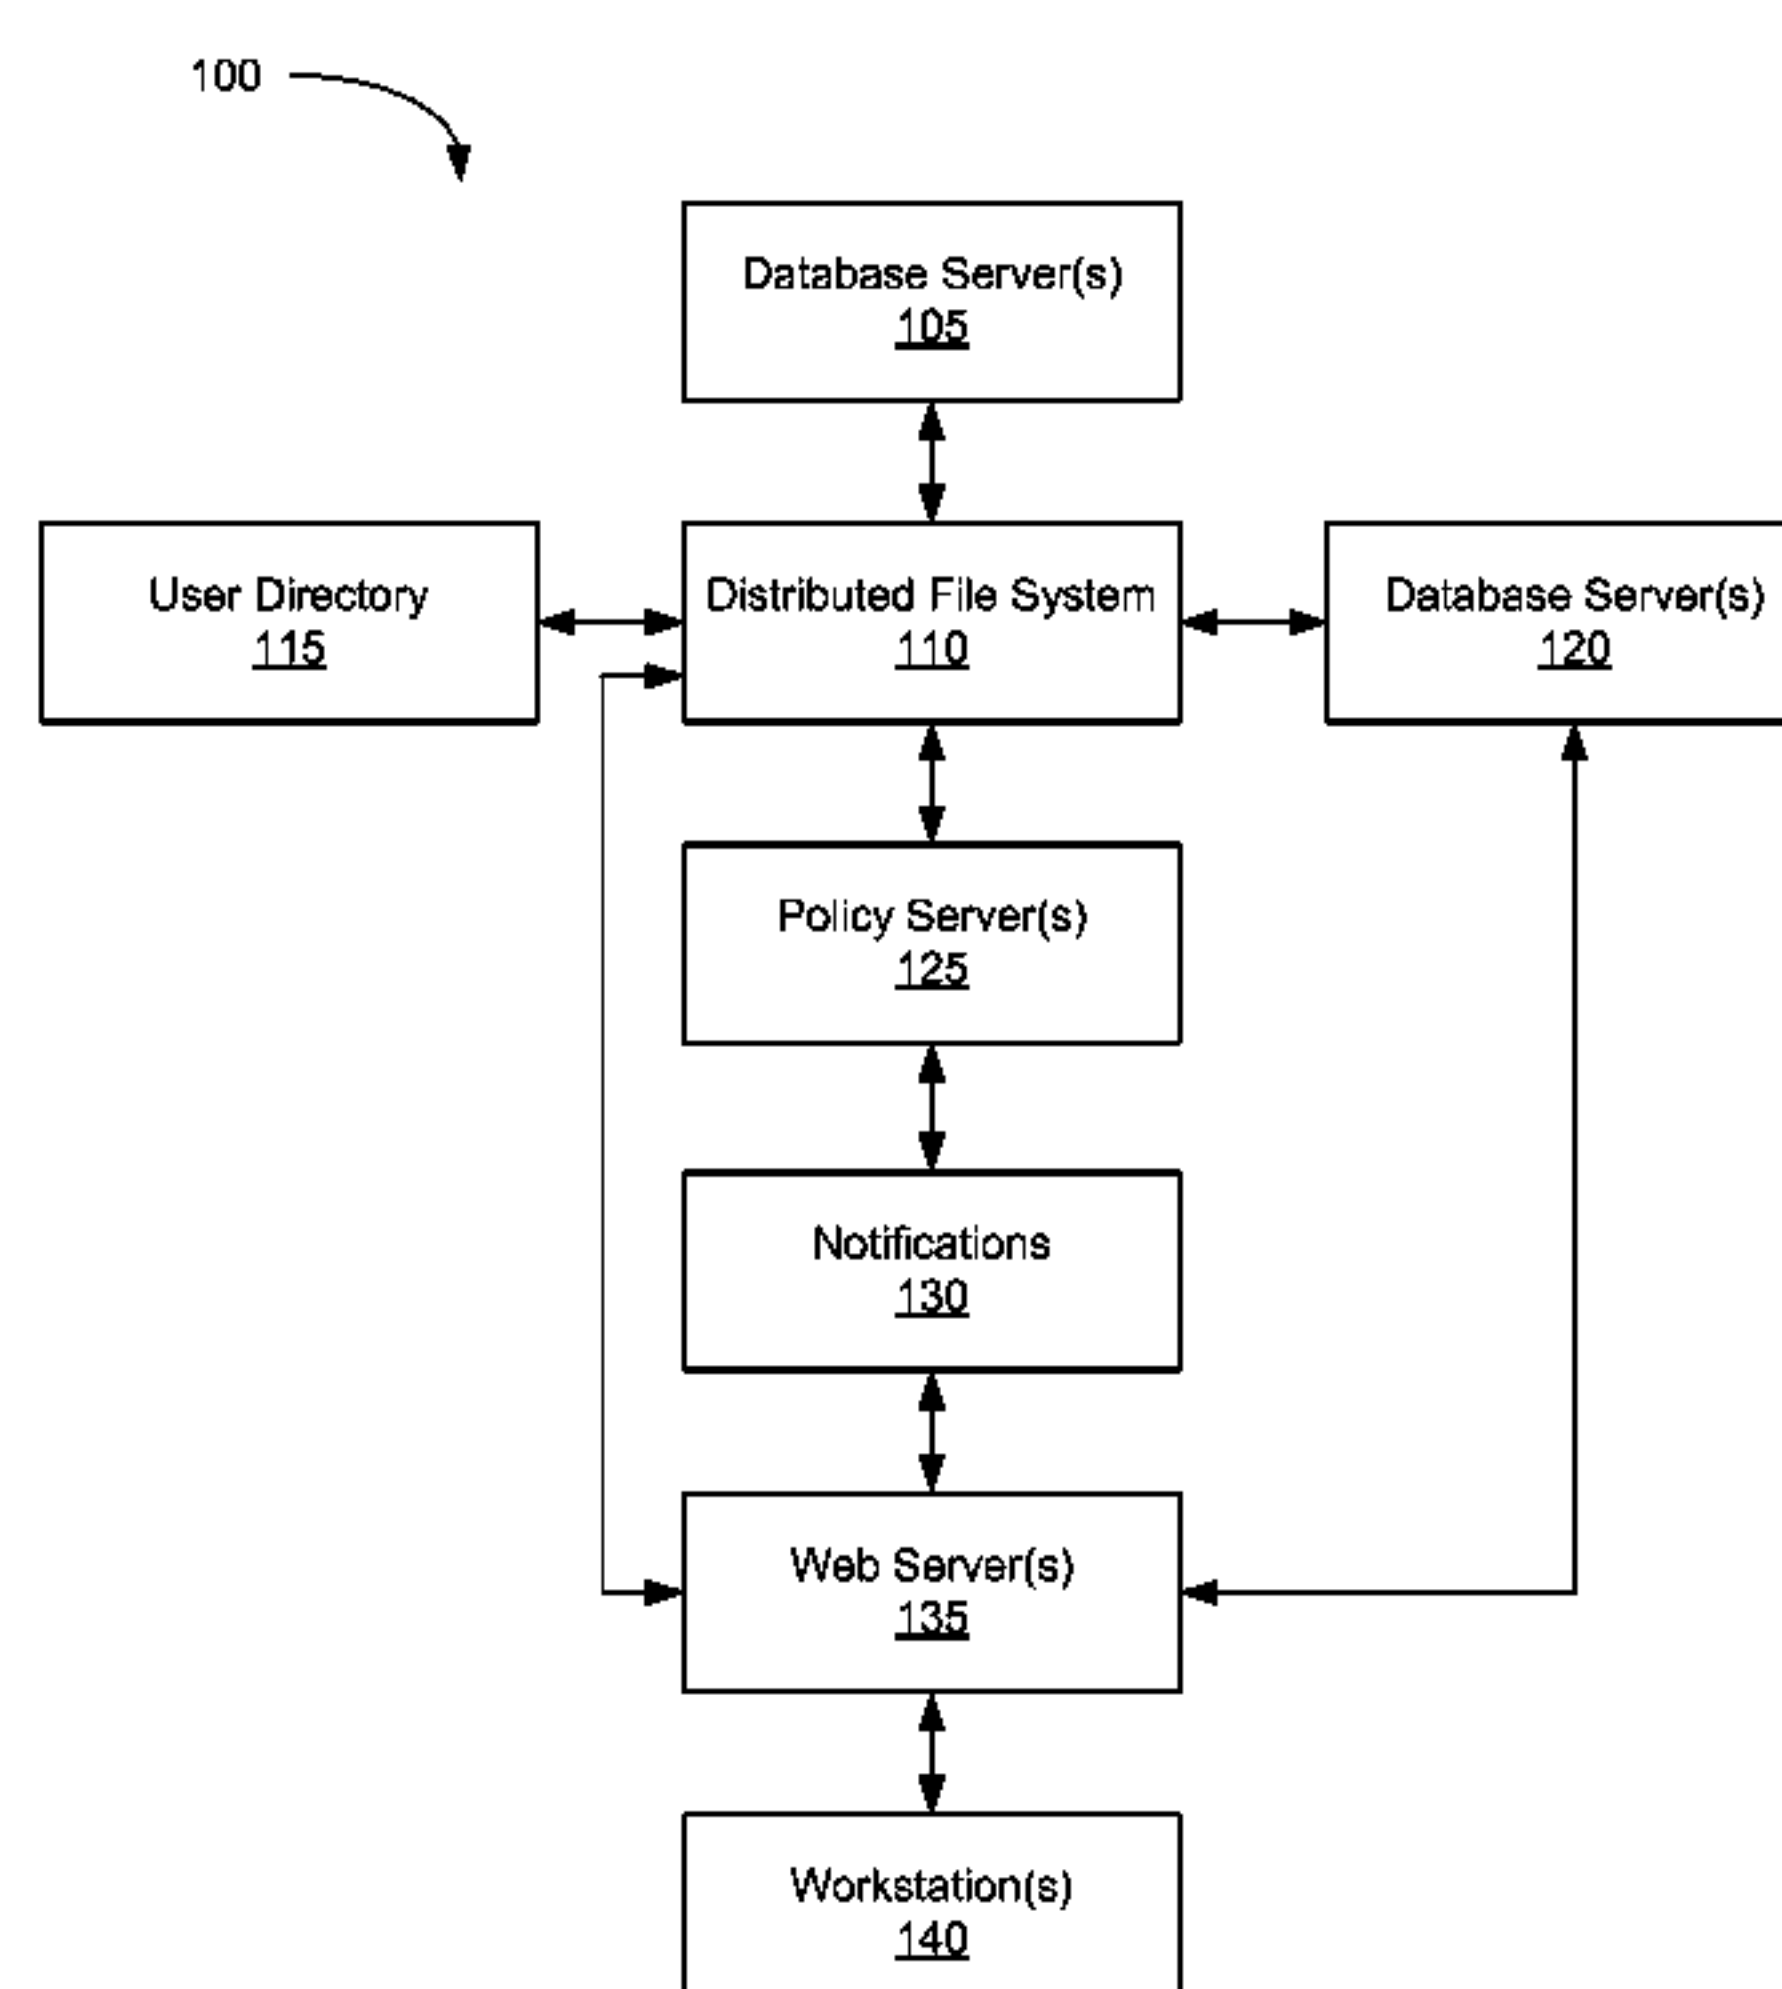 100
Database Server(s)
105
User Directory
115
Distributed File System
110
Database Server(s)
120
Policy Server(s)
125
Notifications
130
Web Server(s)
135
Workstation(s)
140